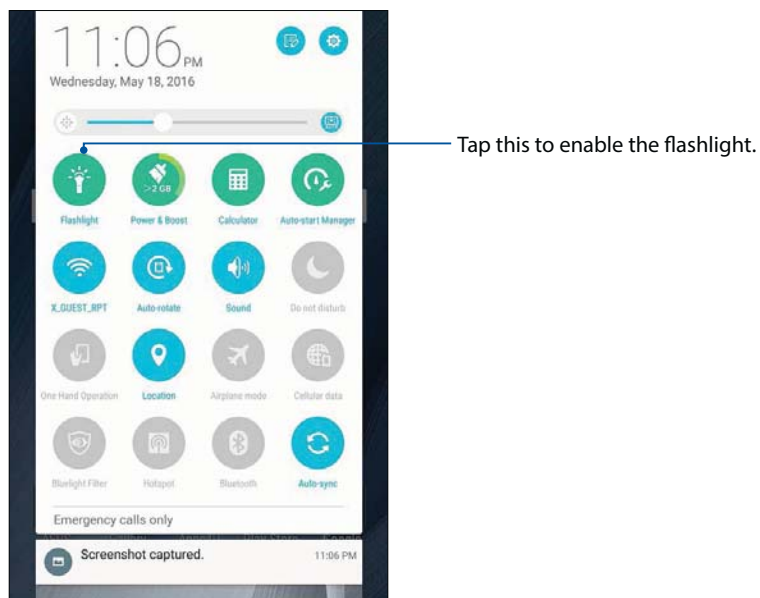 11:06 PM
Wednesday, May 18, 2016
Tap this to enable the flashlight.
>2 GB
Flashlight Power & Boost Calculator Auto-start Manager
X_GUEST_RPT Auto-rotate Sound Do not disturb
One Hand Operation Location Airplane mode Cellular data
Bluelight Filter Hotspot Bluetooth Auto-sync
Emergency calls only
Screenshot captured. 11:06 PM